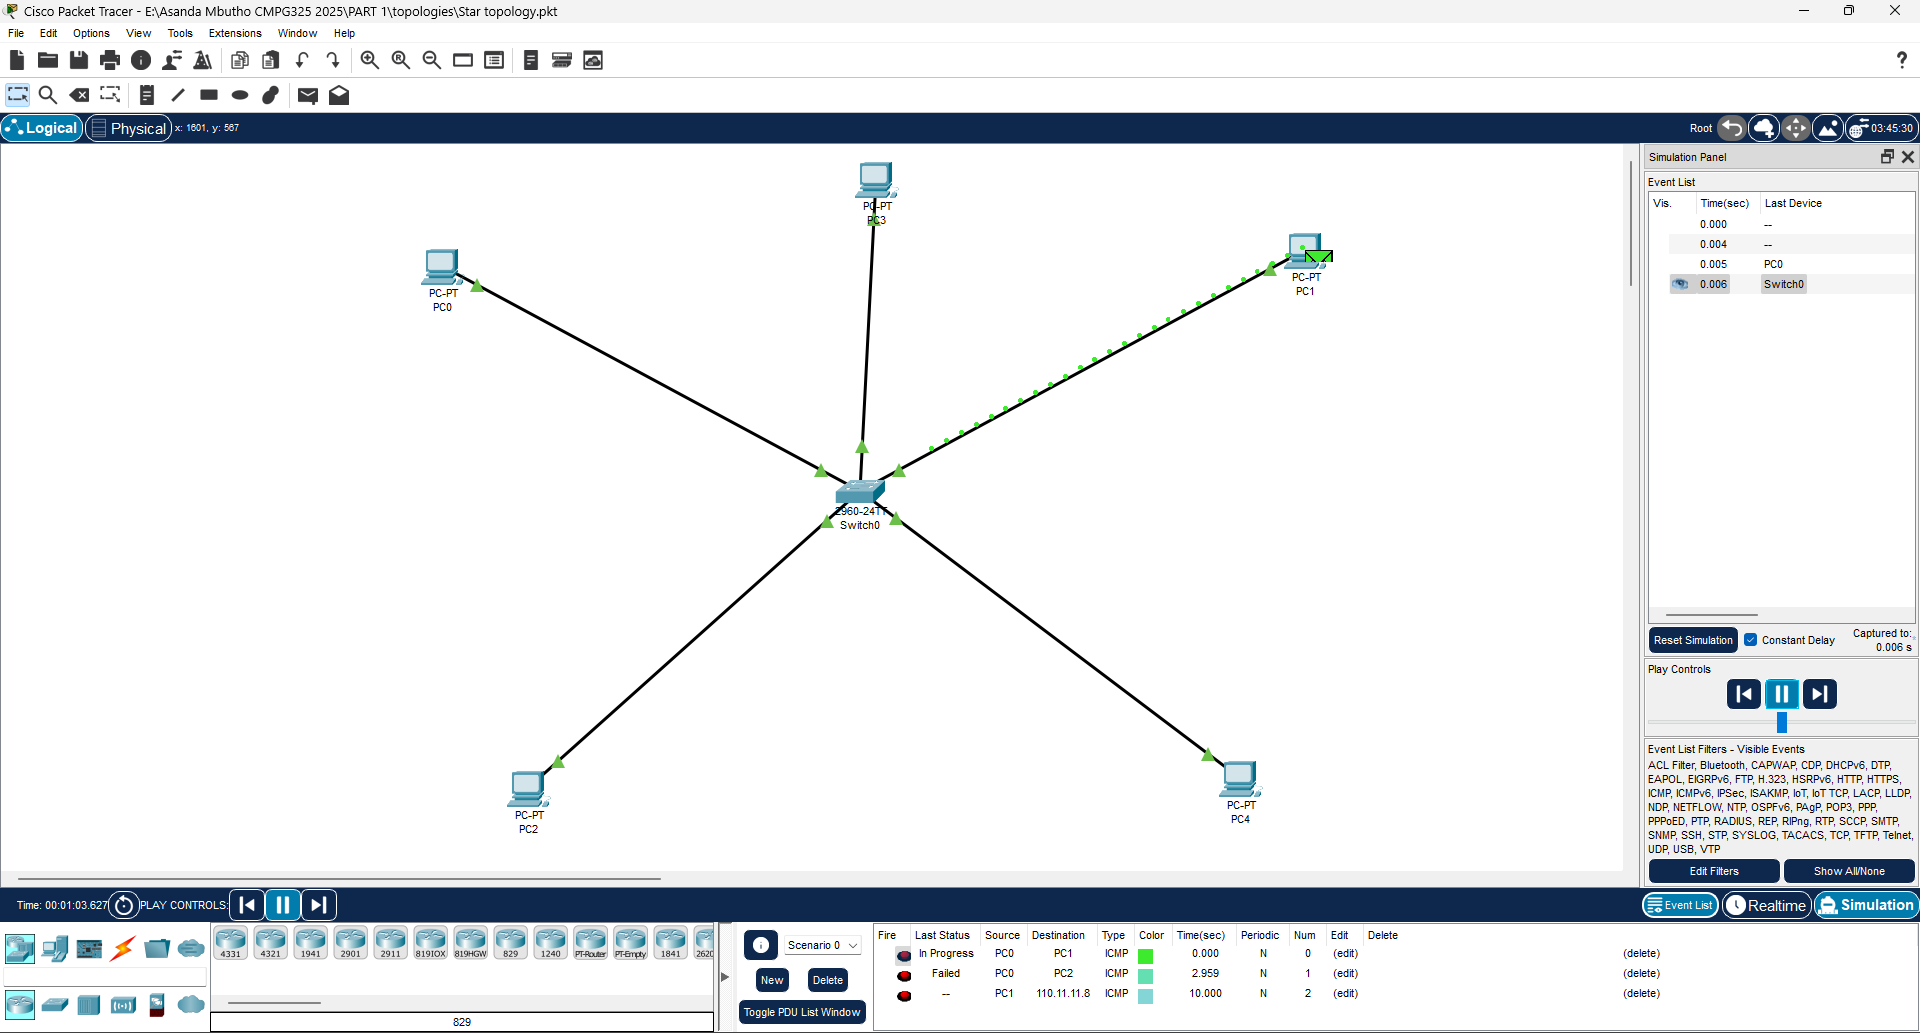 Cisco Packet Tracer - E:\Asanda Mbutho CMPG325 2025\PART 1\topologies\Star topology.pkt
File Edit Options View Tools Extensions Window Help
Logical Physical x: 1601, y: 567 Root 03:45:30
PC-PT
PC3
PC-PT
PC0
PC-PT
PC1
2960-24TT
Switch0
PC-PT
PC2
PC-PT
PC4
Simulation Panel
Event List
Vis. Time(sec) Last Device
0.000 --
0.004 --
0.005 PC0
0.006 Switch0
Reset Simulation Constant Delay Captured to:
0.006 s
Play Controls
Event List Filters - Visible Events
ACL Filter, Bluetooth, CAPWAP, CDP, DHCPv6, DTP,
EAPOL, EIGRPv6, FTP, H.323, HSRPv6, HTTP, HTTPS,
ICMP, ICMPv6, IPSec, ISAKMP, IoT, IoT TCP, LACP, LLDP,
NDP, NETFLOW, NTP, OSPFv6, PAgP, POP3, PPP,
PPPoED, PTP, RADIUS, REP, RIPng, RTP, SCCP, SMTP,
SNMP, SSH, STP, SYSLOG, TACACS, TCP, TFTP, Telnet,
UDP, USB, VTP
Edit Filters Show All/None
Time: 00:01:03.627 PLAY CONTROLS: Event List Realtime Simulation
4331 4321 1941 2901 2911 819IOX 819HGW 829 1240 PT-Router PT-Empty 1841 2620
829
Scenario 0
New Delete
Toggle PDU List Window
Fire Last Status Source Destination Type Color Time(sec) Periodic Num Edit Delete
In Progress PC0 PC1 ICMP 0.000 N 0 (edit) (delete)
Failed PC0 PC2 ICMP 2.959 N 1 (edit) (delete)
-- PC1 110.11.11.8 ICMP 10.000 N 2 (edit) (delete)